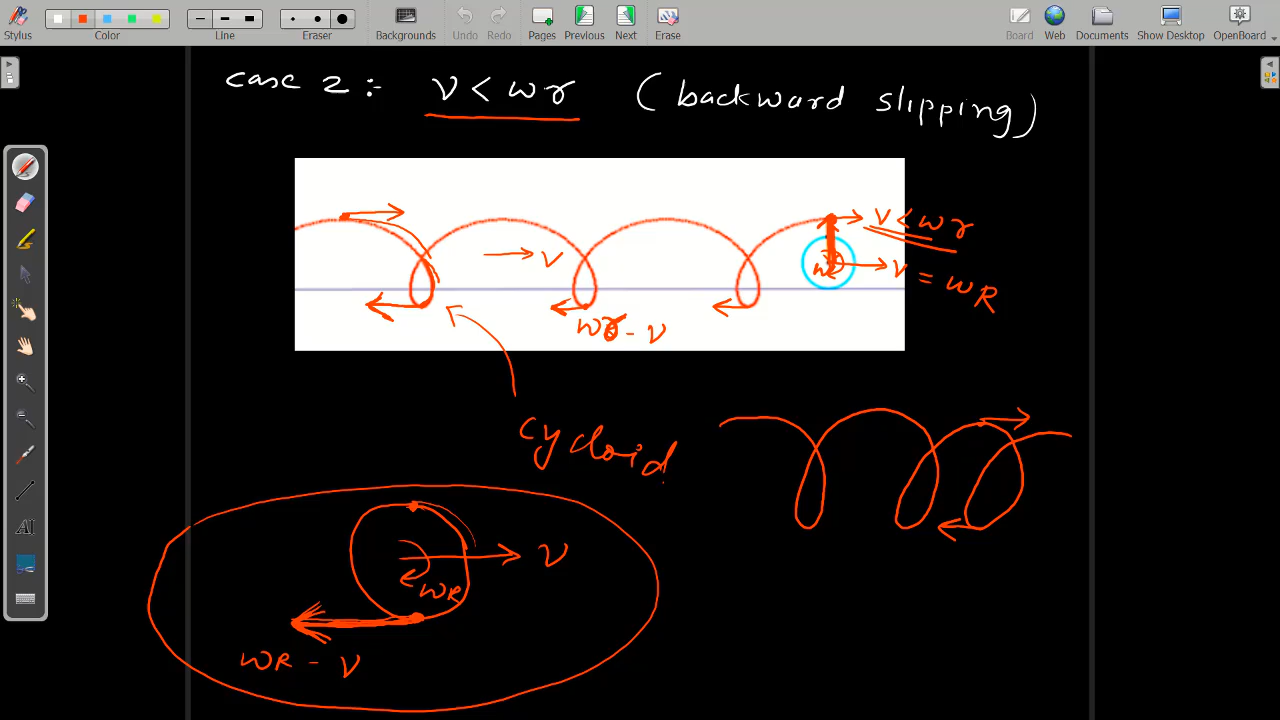 Stylus
Color
Line
Eraser
Backgrounds
Undo
Redo
Pages
Previous
Next
Erase
Board
Web
Documents
Show Desktop
OpenBoard
case 2 :- v < ωr (backward slipping)
v < ωr
v
v = ωR
ωr - v
cycloid
v
ωR
ωR - v
AI